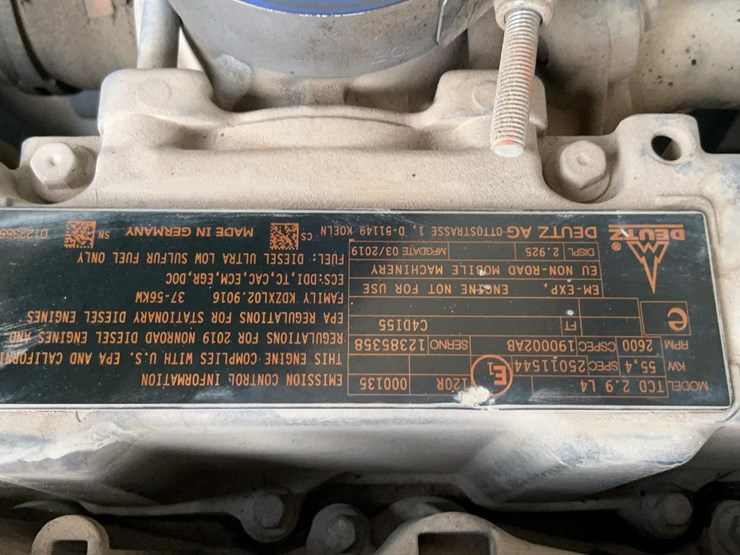 MODEL TCD 2.9 L4
KW 55,4 SPEC 25011544
RPM 2600 CSPEC 190002AB SERNO 12385358
E1 120R 000135
e FT C4DI55
EM-EXP. ENGINE NOT FOR USE
EU NON-ROAD MOBILE MACHINERY
DISPL 2.925 MFGDATE 03/2019
DEUTZ ®
DEUTZ AG OTTOSTRASSE 1, D-51149 KOELN
EMISSION CONTROL INFORMATION
THIS ENGINE COMPLIES WITH U.S. EPA AND
REGULATIONS FOR 2019 NONROAD DIESEL ENGINES AND
EPA REGULATIONS FOR STATIONARY DIESEL ENGINES
FAMILY KDZXL02.9016 37-56KW
ECS:DDI,TC,CAC,ECM,EGR,DOC
FUEL: DIESEL ULTRA LOW SULFUR FUEL ONLY
CS MADE IN GERMANY SN